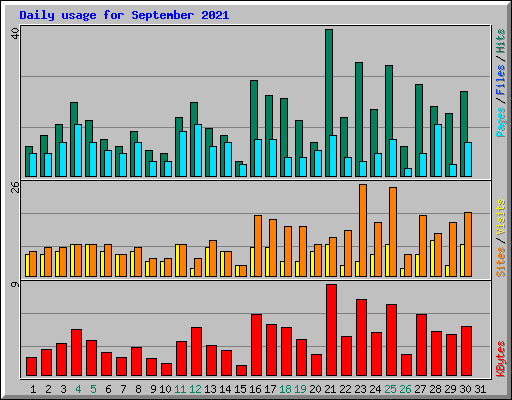 Daily usage for September 2021
40
Pages / Files / Hits
26
Sites / Visits
9
KBytes
1 2 3 4 5 6 7 8 9 10 11 12 13 14 15 16 17 18 19 20 21 22 23 24 25 26 27 28 29 30 31